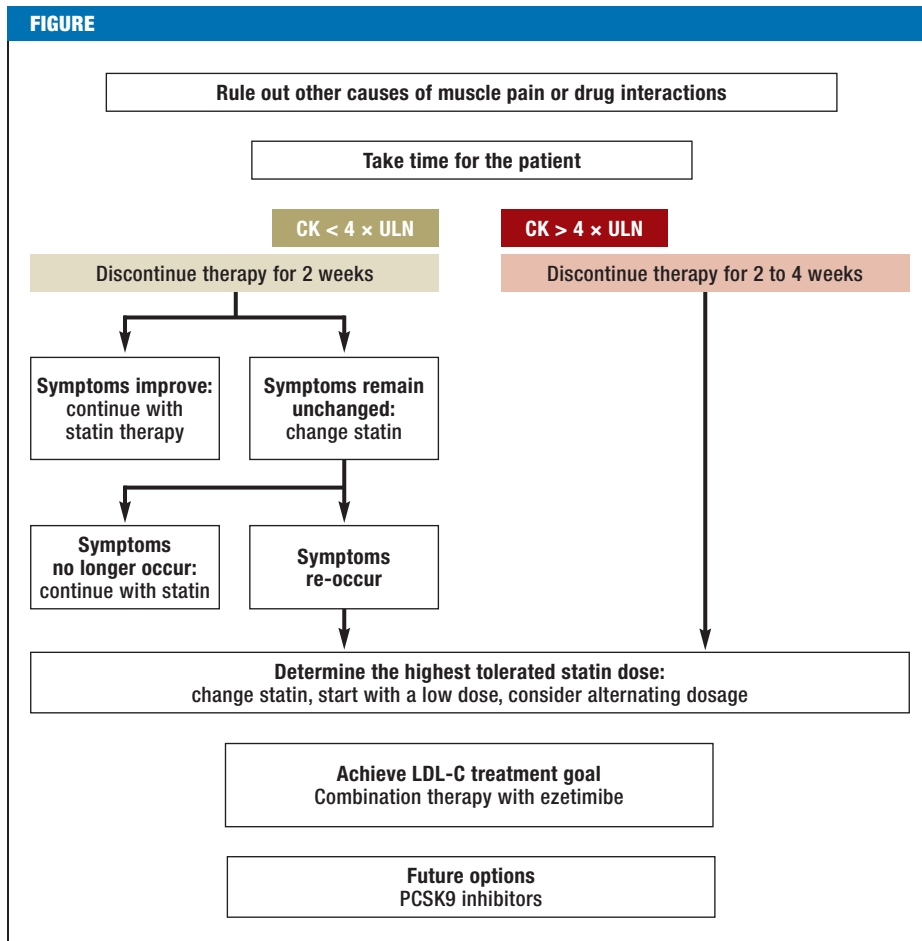 FIGURE
Rule out other causes of muscle pain or drug interactions
Take time for the patient
CK < 4 × ULN
CK > 4 × ULN
Discontinue therapy for 2 weeks
Discontinue therapy for 2 to 4 weeks
Symptoms improve:
continue with
statin therapy
Symptoms remain
unchanged:
change statin
Symptoms
no longer occur:
continue with statin
Symptoms
re-occur
Determine the highest tolerated statin dose:
change statin, start with a low dose, consider alternating dosage
Achieve LDL-C treatment goal
Combination therapy with ezetimibe
Future options
PCSK9 inhibitors